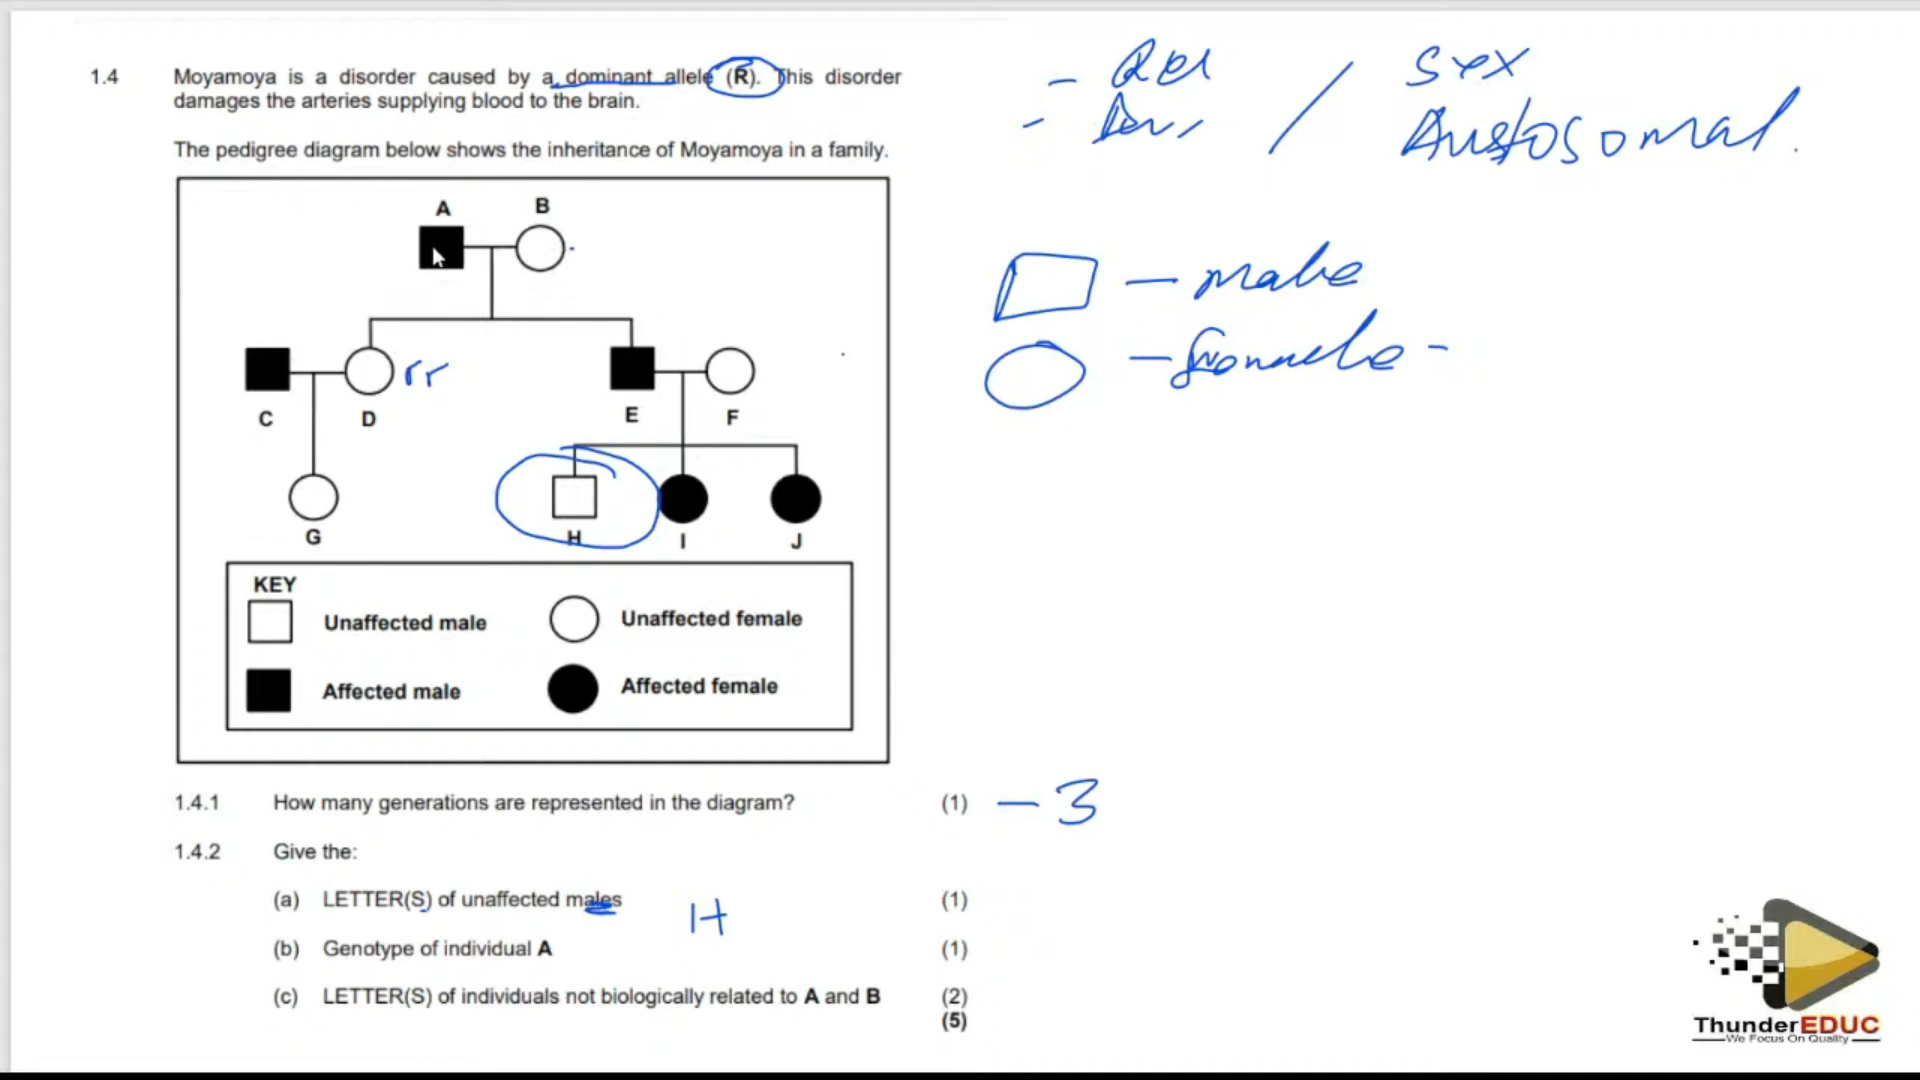 1.4 Moyamoya is a disorder caused by a dominant allele (R). This disorder
damages the arteries supplying blood to the brain.
The pedigree diagram below shows the inheritance of Moyamoya in a family.
A B
rr
C D E F
G H I J
KEY
Unaffected male Unaffected female
Affected male Affected female
1.4.1 How many generations are represented in the diagram? (1) - 3
1.4.2 Give the:
(a) LETTER(S) of unaffected males (1)
H
(b) Genotype of individual A (1)
(c) LETTER(S) of individuals not biologically related to A and B (2)
(5)
- / Sex
-
- male
ThunderEDUC
We Focus On Quality